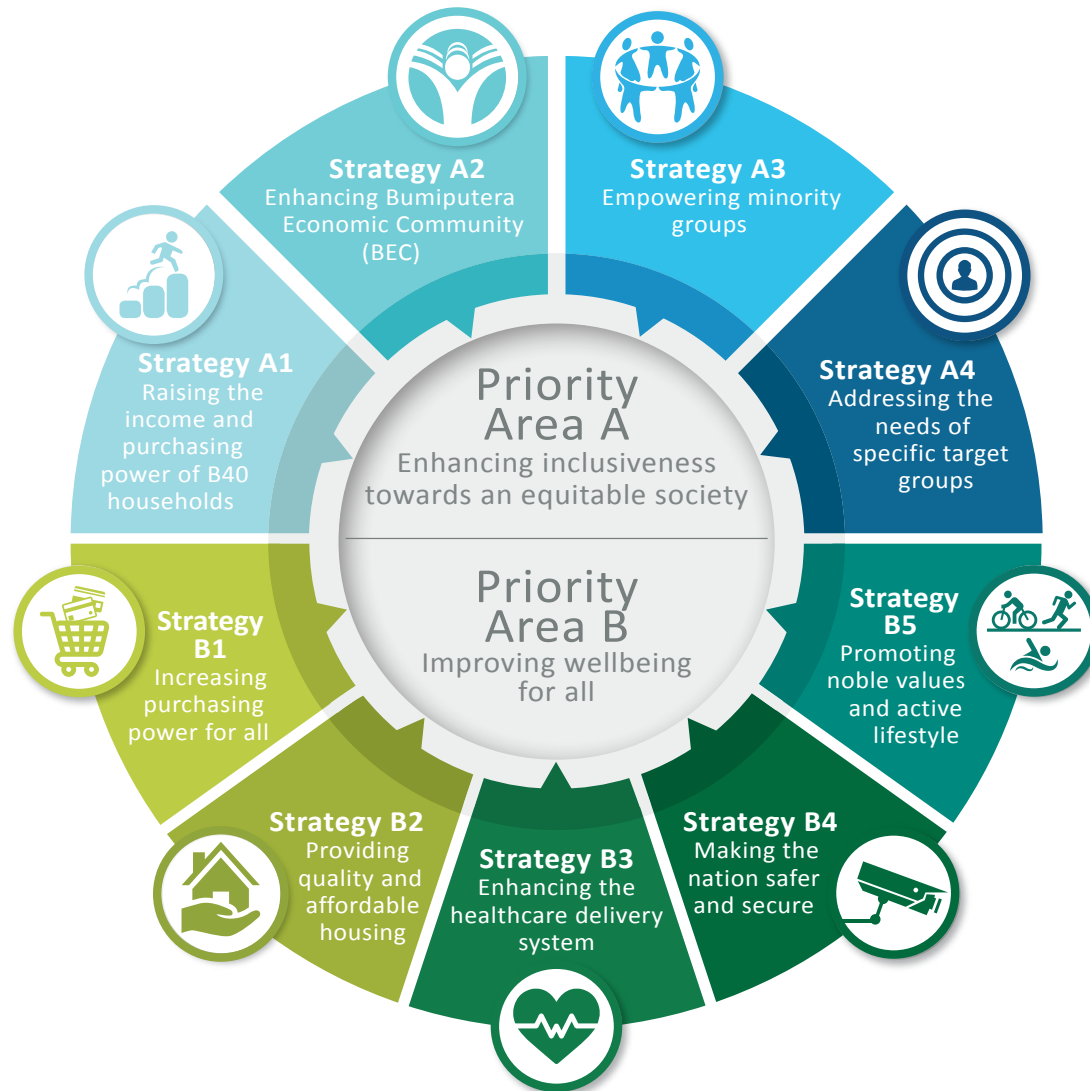 Strategy A2
Enhancing Bumiputera
Economic Community
(BEC)
Strategy A3
Empowering minority
groups
Strategy A1
Raising the
income and
purchasing
power of B40
households
Priority
Area A
Enhancing inclusiveness
towards an equitable society
Strategy A4
Addressing the
needs of
specific target
groups
Strategy
B1
Increasing
purchasing
power for all
Priority
Area B
Improving wellbeing
for all
Strategy
B5
Promoting
noble values
and active
lifestyle
Strategy B2
Providing
quality and
affordable
housing
Strategy B3
Enhancing the
healthcare delivery
system
Strategy B4
Making the
nation safer
and secure